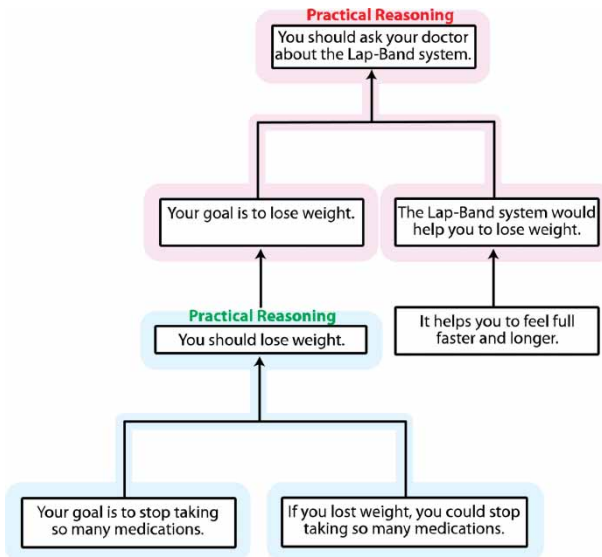 Practical Reasoning
You should ask your doctor
about the Lap-Band system.
Your goal is to lose weight.
The Lap-Band system would
help you to lose weight.
Practical Reasoning
You should lose weight.
It helps you to feel full
faster and longer.
Your goal is to stop taking
so many medications.
If you lost weight, you could stop
taking so many medications.